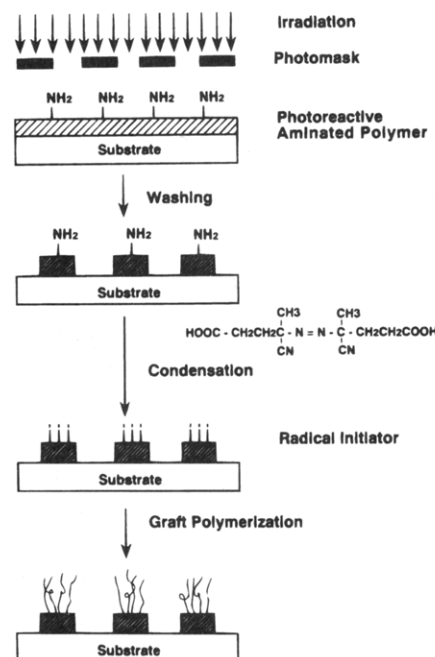 Irradiation
Photomask
NH2 NH2 NH2 NH2
Photoreactive
Aminated Polymer
Substrate
Washing
NH2 NH2 NH2
Substrate
CH3 CH3
HOOC - CH2CH2C - N = N - C - CH2CH2COOH
CN CN
Condensation
Radical Initiator
Substrate
Graft Polymerization
Substrate